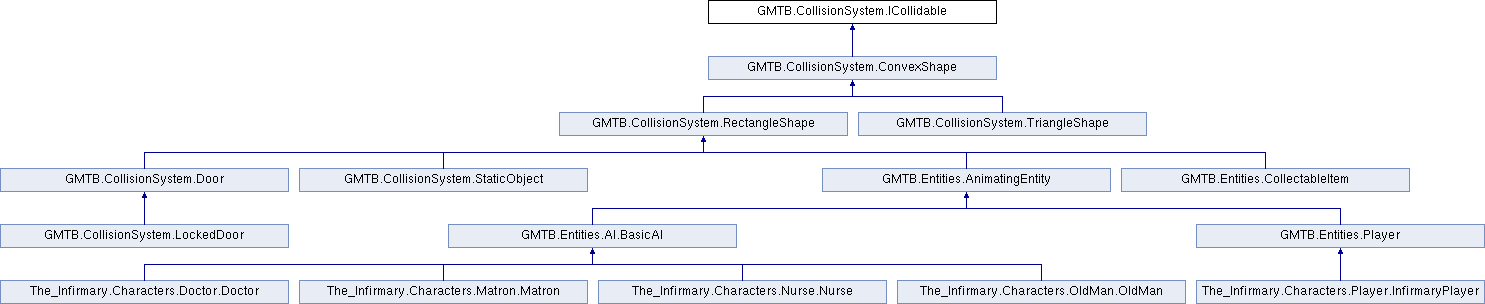 GMTB.CollisionSystem.ICollidable
GMTB.CollisionSystem.ConvexShape
GMTB.CollisionSystem.RectangleShape
GMTB.CollisionSystem.TriangleShape
GMTB.CollisionSystem.Door
GMTB.CollisionSystem.StaticObject
GMTB.Entities.AnimatingEntity
GMTB.Entities.CollectableItem
GMTB.CollisionSystem.LockedDoor
GMTB.Entities.AI.BasicAI
GMTB.Entities.Player
The_Infirmary.Characters.Doctor.Doctor
The_Infirmary.Characters.Matron.Matron
The_Infirmary.Characters.Nurse.Nurse
The_Infirmary.Characters.OldMan.OldMan
The_Infirmary.Characters.Player.InfirmaryPlayer